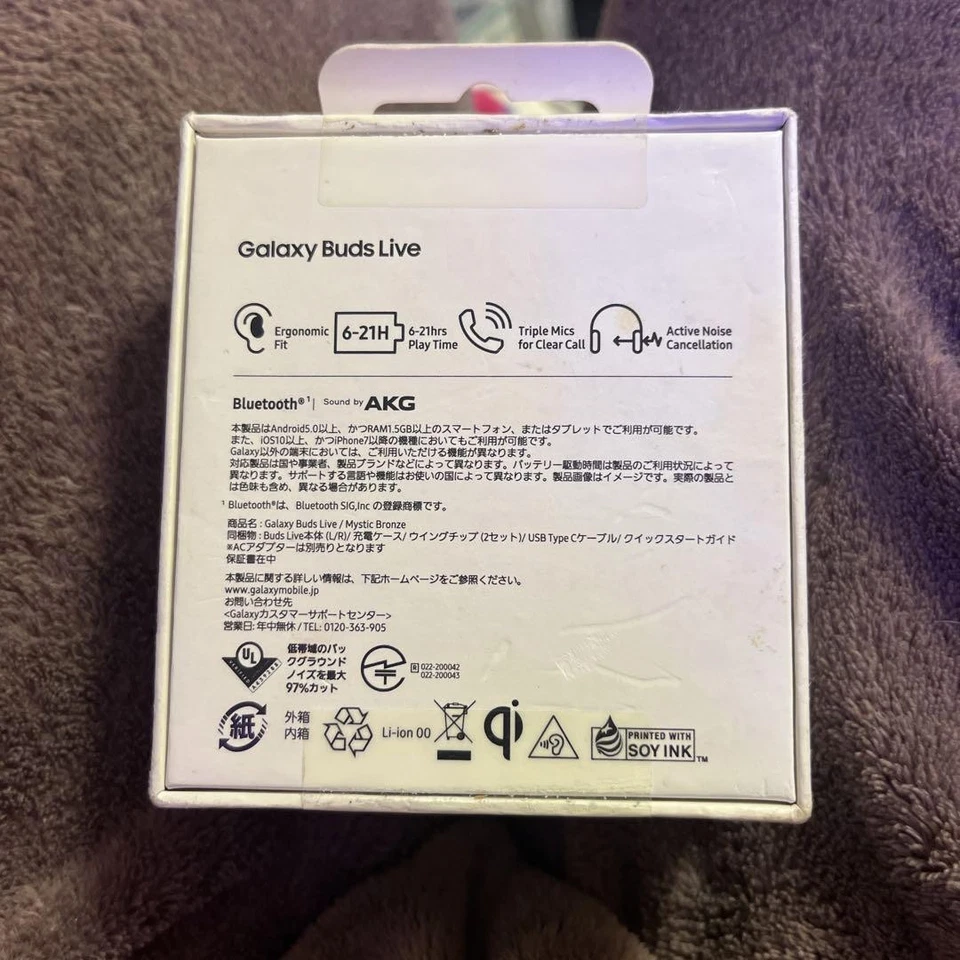 Galaxy Buds Live
Ergonomic
Fit
6-21H
6-21hrs
Play Time
Triple Mics
for Clear Call
Active Noise
Cancellation
Bluetooth®¹ | Sound by AKG
本製品はAndroid5.0以上、かつRAM1.5GB以上のスマートフォン、またはタブレットでご利用が可能です。
また、iOS10以上、かつiPhone7以降の機種においてもご利用が可能です。
Galaxy以外の端末においては、ご利用いただける機能が異なります。
対応製品は国や事業者、製品ブランドなどによって異なります。バッテリー駆動時間は製品のご利用状況によって
異なります。サポートする言語や機能はお使いの国によって異なります。製品画像はイメージです。実際の製品と
は色味も含め、異なる場合があります。
¹ Bluetooth®は、Bluetooth SIG,Inc の登録商標です。
商品名 : Galaxy Buds Live / Mystic Bronze
同梱物 : Buds Live本体 (L/R)/ 充電ケース/ ウイングチップ (2セット)/ USB Type Cケーブル/ クイックスタートガイド
※ACアダプターは別売りとなります
保証書在中
本製品に関する詳しい情報は、下記ホームページをご参照ください。
www.galaxymobile.jp
お問い合わせ先
<Galaxyカスタマーサポートセンター>
営業日: 年中無休 / TEL: 0120-363-905
UL
低帯域のバッ
クグラウンド
ノイズを最大
97%カット
R 022-200042
022-200043
紙
外箱
内箱
Li-ion 00
qi
PRINTED WITH
SOY INK™